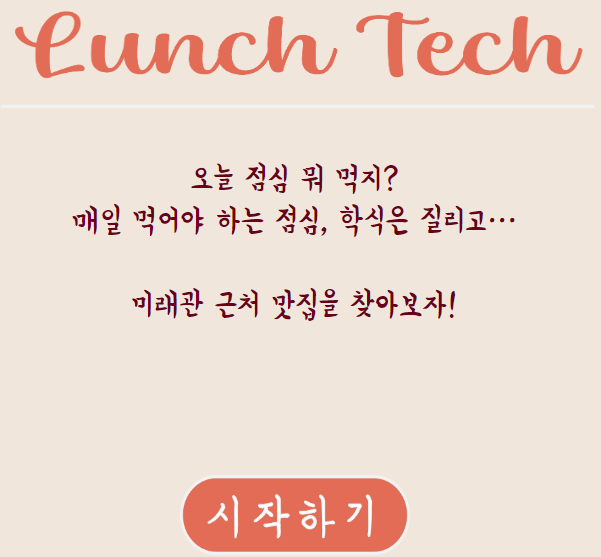 Lunch Tech
오늘 점심 뭐 먹지?
매일 먹어야 하는 점심, 학식은 질리고…
미래관 근처 맛집을 찾아보자!
시작하기